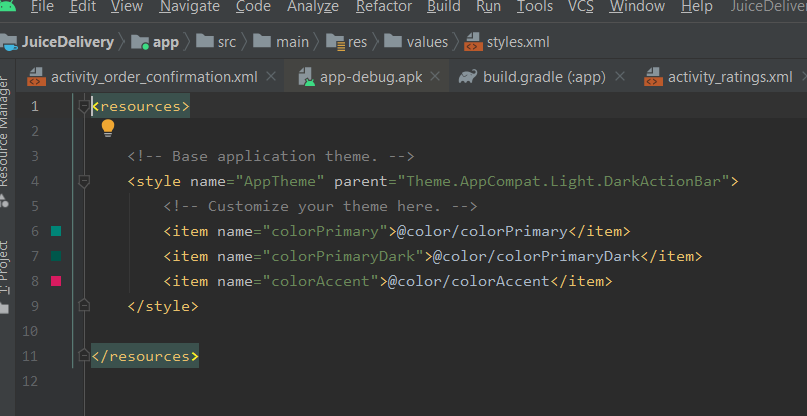 File Edit View Navigate Code Analyze Refactor Build Run Tools VCS Window Help JuiceDeliver
JuiceDelivery app src main res values styles.xml
activity_order_confirmation.xml app-debug.apk build.gradle (:app) activity_ratings.xml
Resource Manager
1: Project
1 <resources>
2
3 <!-- Base application theme. -->
4 <style name="AppTheme" parent="Theme.AppCompat.Light.DarkActionBar">
5 <!-- Customize your theme here. -->
6 <item name="colorPrimary">@color/colorPrimary</item>
7 <item name="colorPrimaryDark">@color/colorPrimaryDark</item>
8 <item name="colorAccent">@color/colorAccent</item>
9 </style>
10
11 </resources>
12